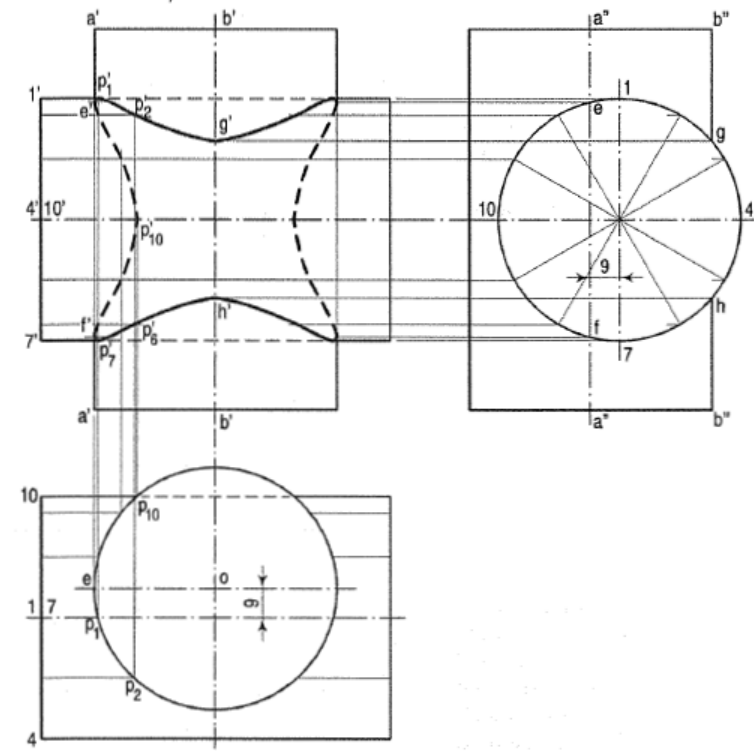 a' b' a" b"
1' p'1 1
e' p'2 e
g' g
4' 10' 10 4
p'10
9
h' h
f' p'6 f
7' p'7 7
a' b' a" b"
10
p10
e o
9
1 7
p1
p2
4